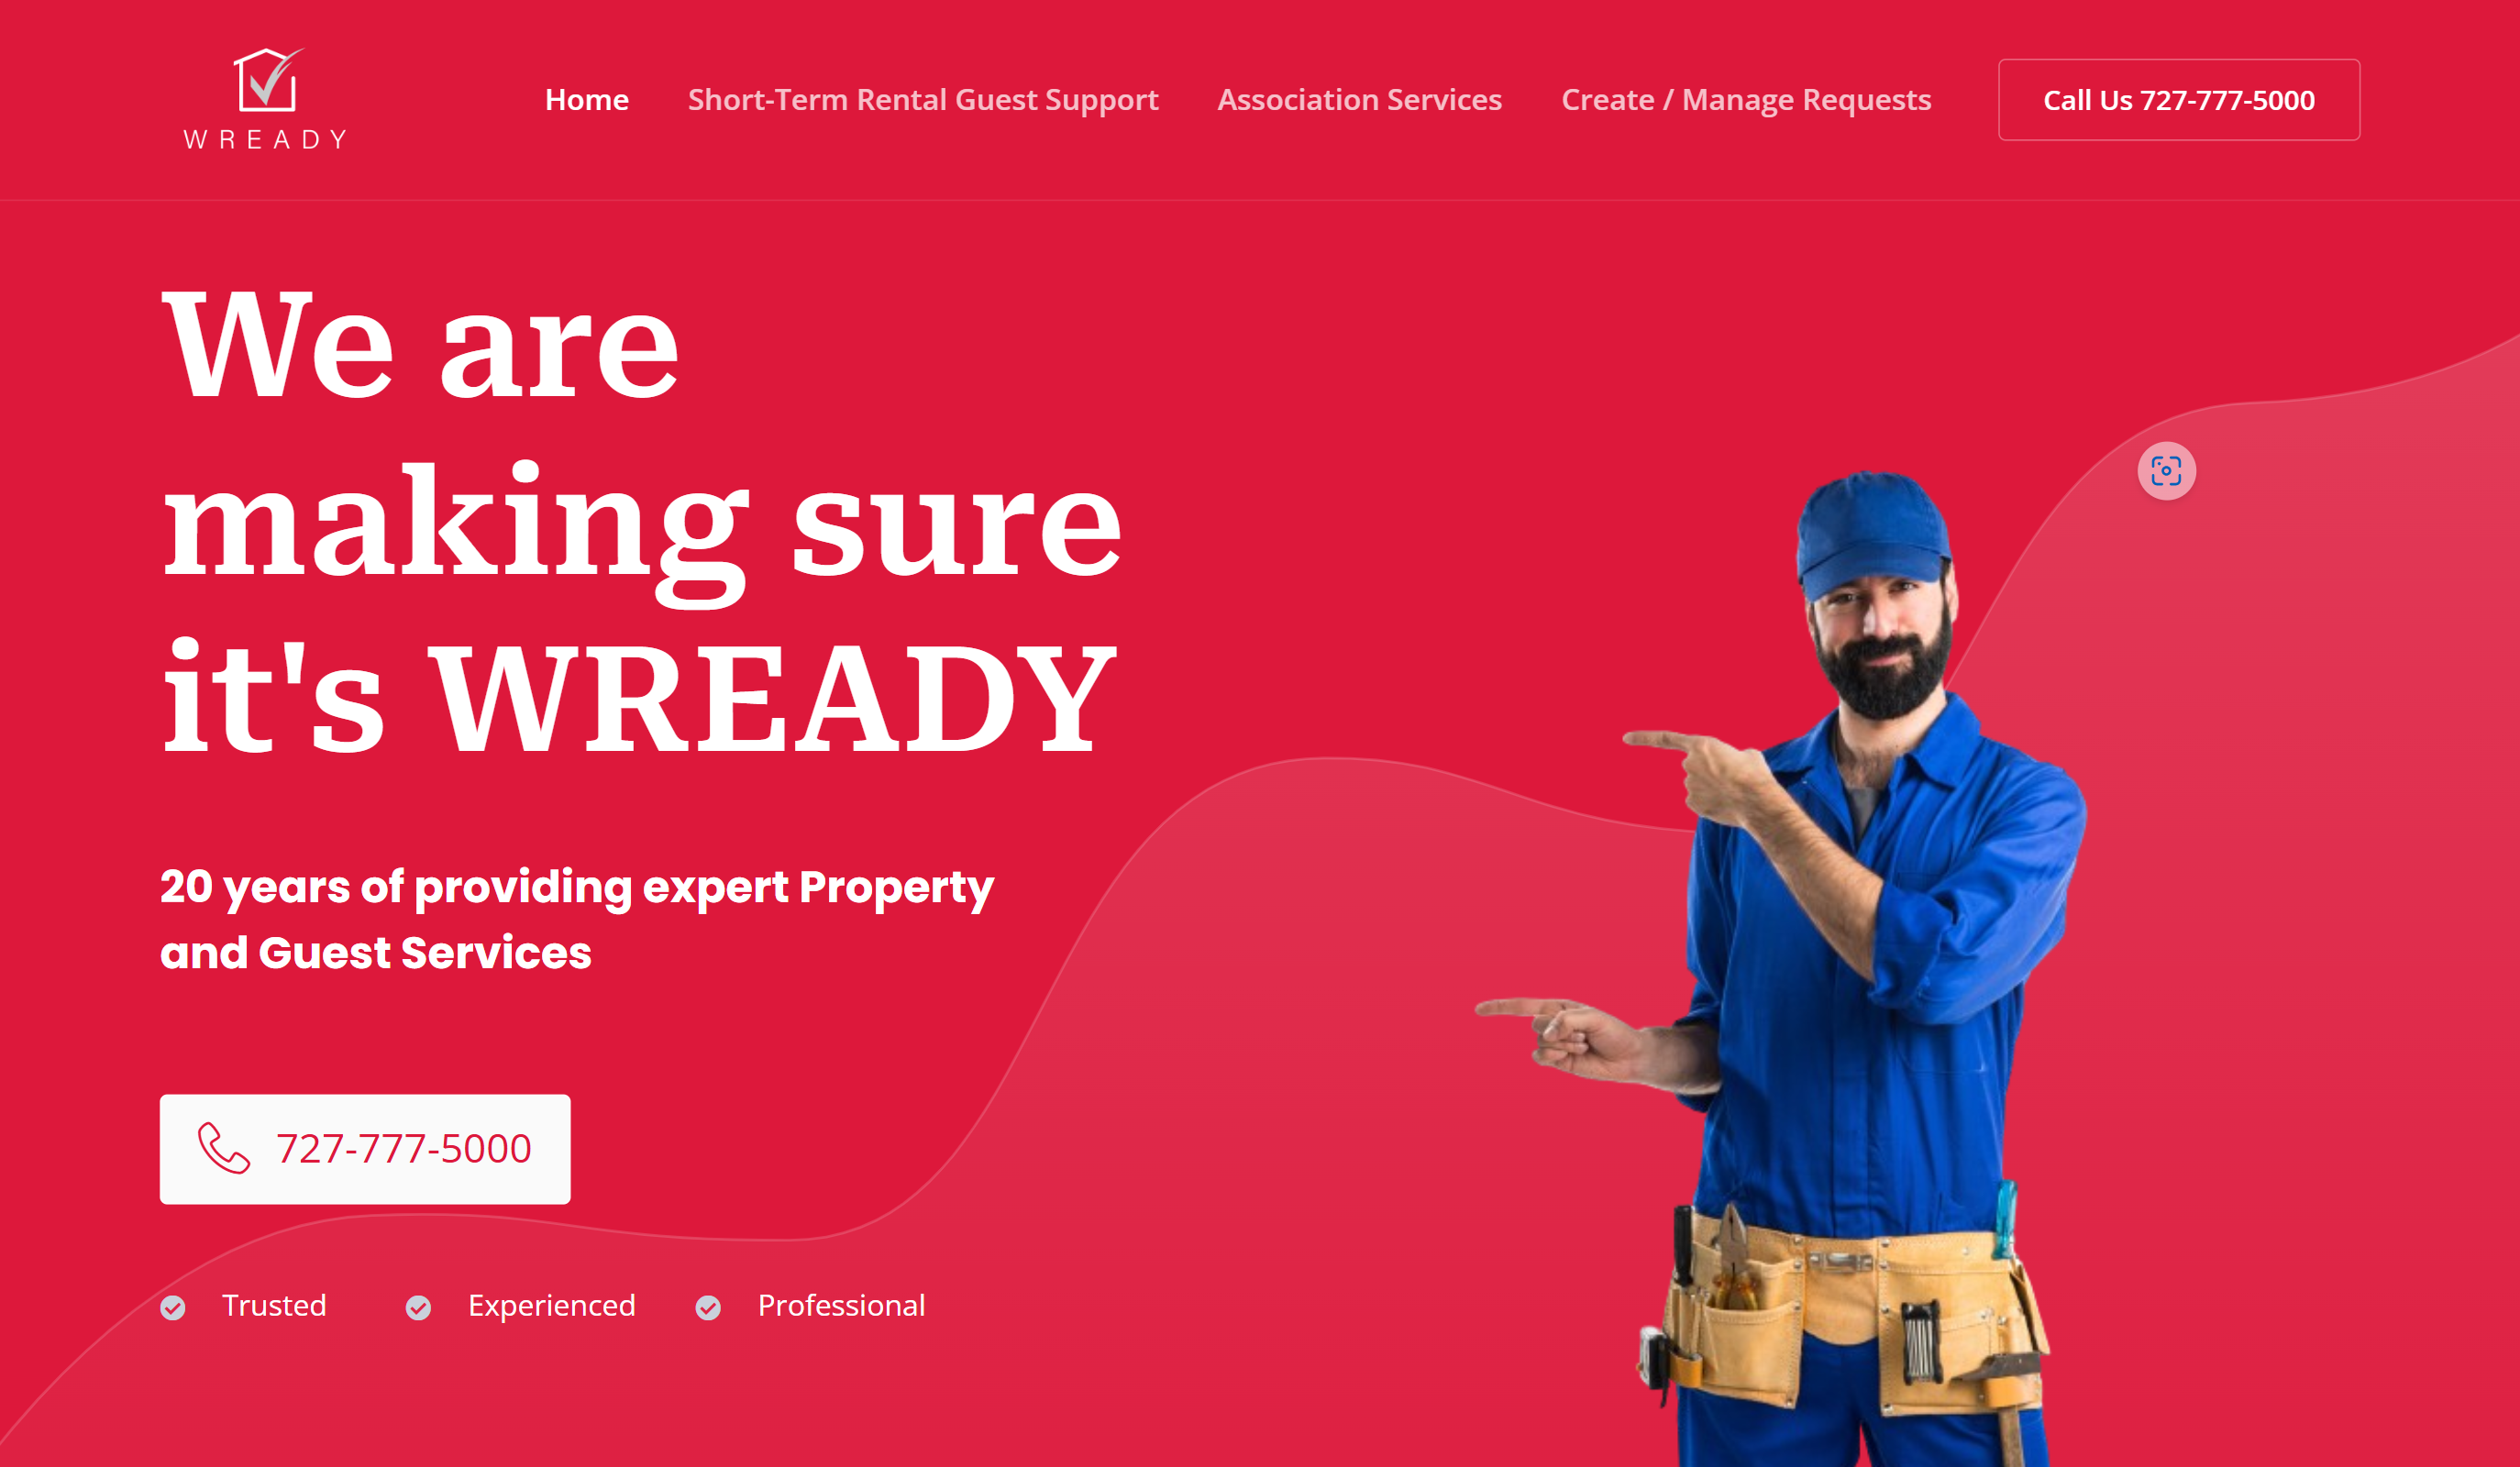 WREADY
Home
Short-Term Rental Guest Support
Association Services
Create / Manage Requests
Call Us 727-777-5000
We are
making sure
it's WREADY
20 years of providing expert Property
and Guest Services
727-777-5000
Trusted
Experienced
Professional